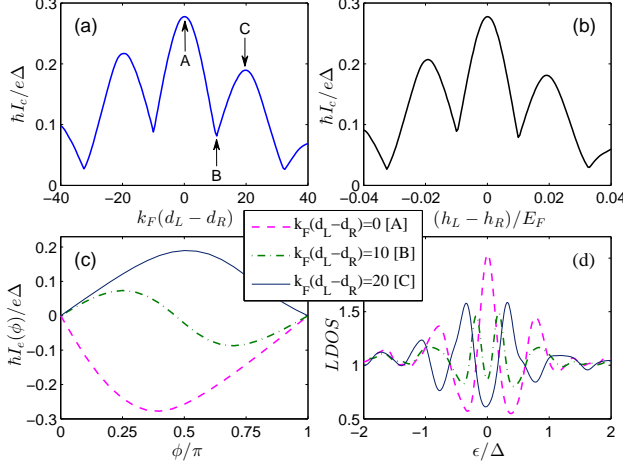 (a)
C
A
B
ħI_c/eΔ
0.3
0.2
0.1
0
−40
−20
0
20
40
k_F(d_L − d_R)
(b)
ħI_c/eΔ
0.3
0.2
0.1
0
−0.04
−0.02
0
0.02
0.04
(h_L − h_R)/E_F
k_F(d_L−d_R)=0 [A]
k_F(d_L−d_R)=10 [B]
k_F(d_L−d_R)=20 [C]
(c)
ħI_e(ϕ)/eΔ
0.2
0.1
0
−0.1
−0.2
−0.3
0
0.25
0.5
0.75
1
ϕ/π
(d)
LDOS
1.5
1
0.5
−2
−1
0
1
2
ϵ/Δ